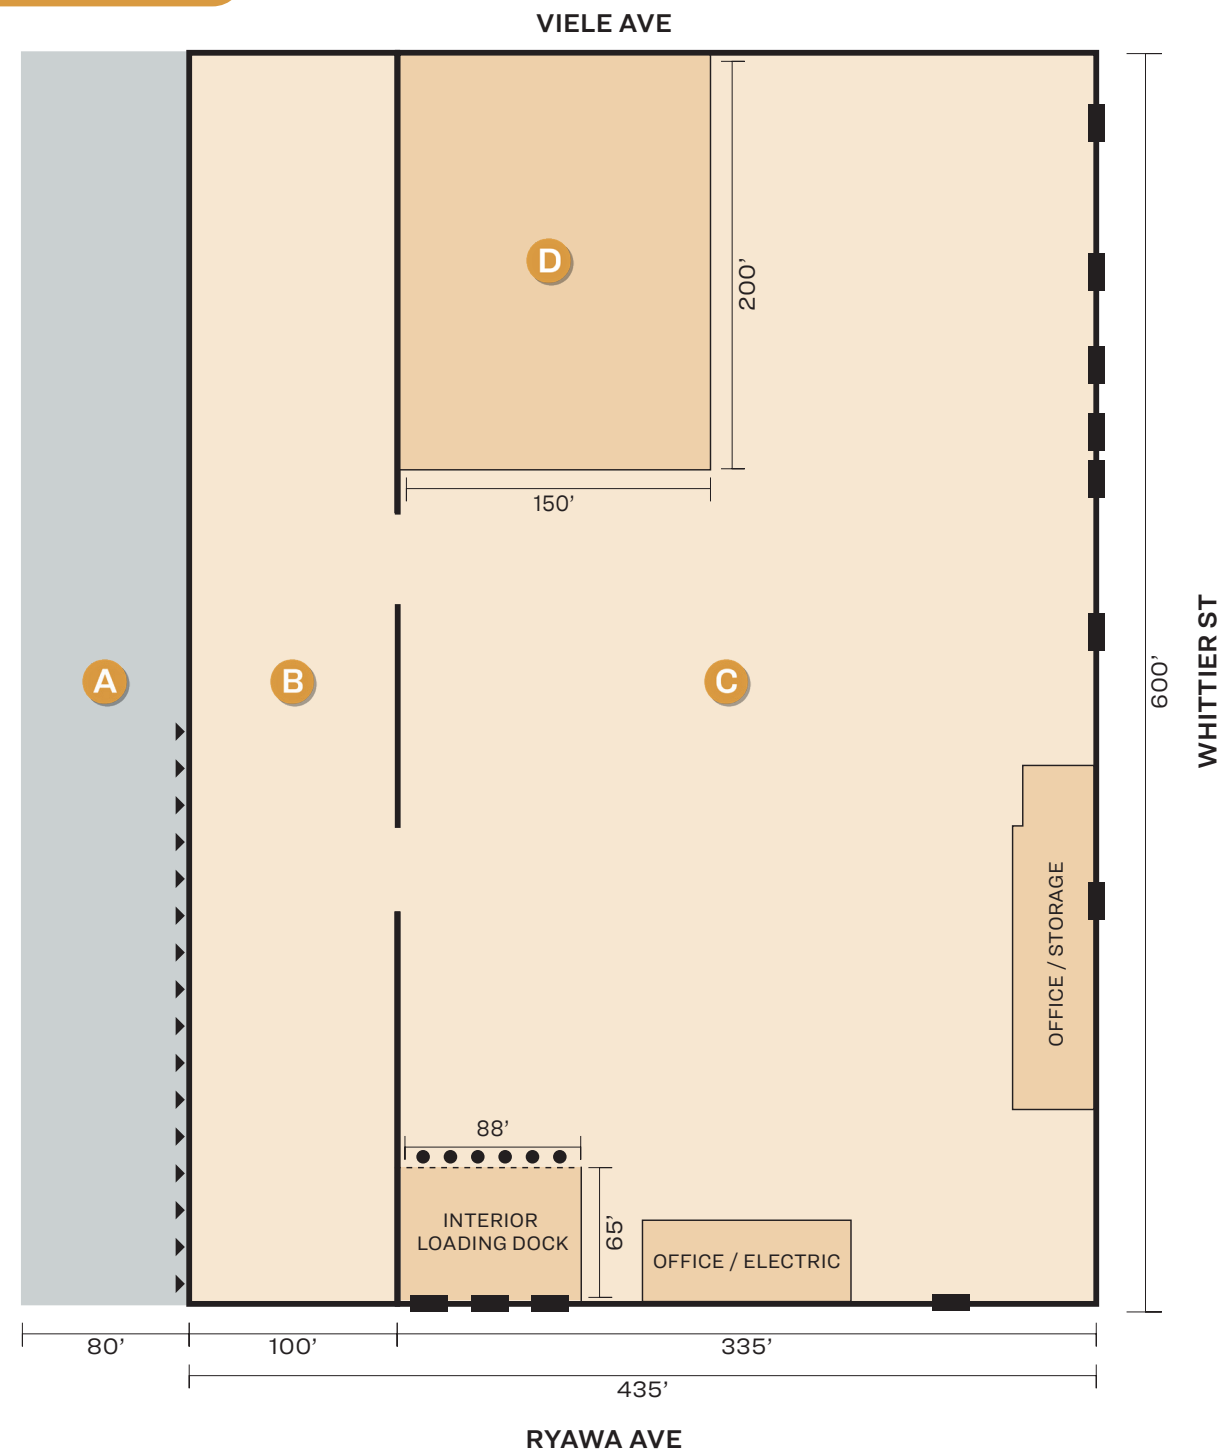 VIELE AVE
D
200’
150’
A
B
C
600’
WHITTIER ST
OFFICE / STORAGE
88’
INTERIOR
LOADING DOCK
65’
OFFICE / ELECTRIC
80’
100’
335’
435’
RYAWA AVE